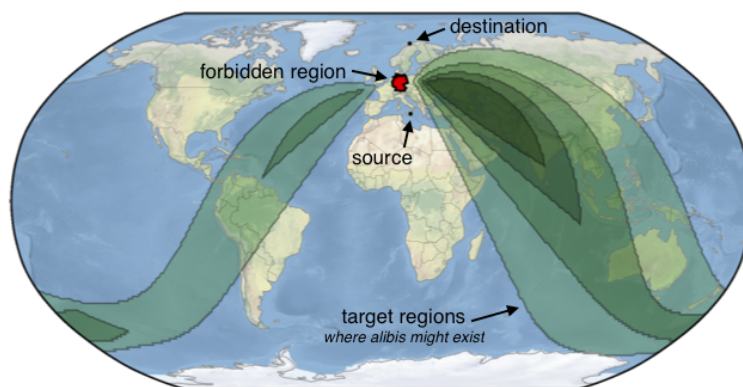 destination
forbidden region
source
target regions
where alibis might exist